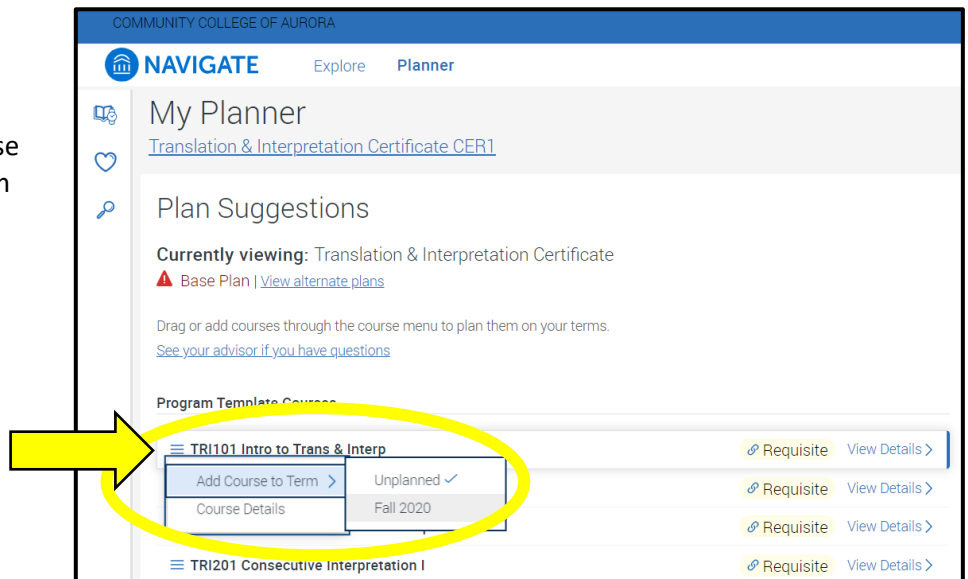 COMMUNITY COLLEGE OF AURORA
NAVIGATE Explore Planner
My Planner
Translation & Interpretation Certificate CER1
Plan Suggestions
Currently viewing: Translation & Interpretation Certificate
Base Plan | View alternate plans
Drag or add courses through the course menu to plan them on your terms.
See your advisor if you have questions
Program Template Courses
TRI101 Intro to Trans & Interp Requisite View Details >
Add Course to Term > Unplanned ✓
Requisite View Details >
Course Details Fall 2020
Requisite View Details >
TRI201 Consecutive Interpretation I Requisite View Details >